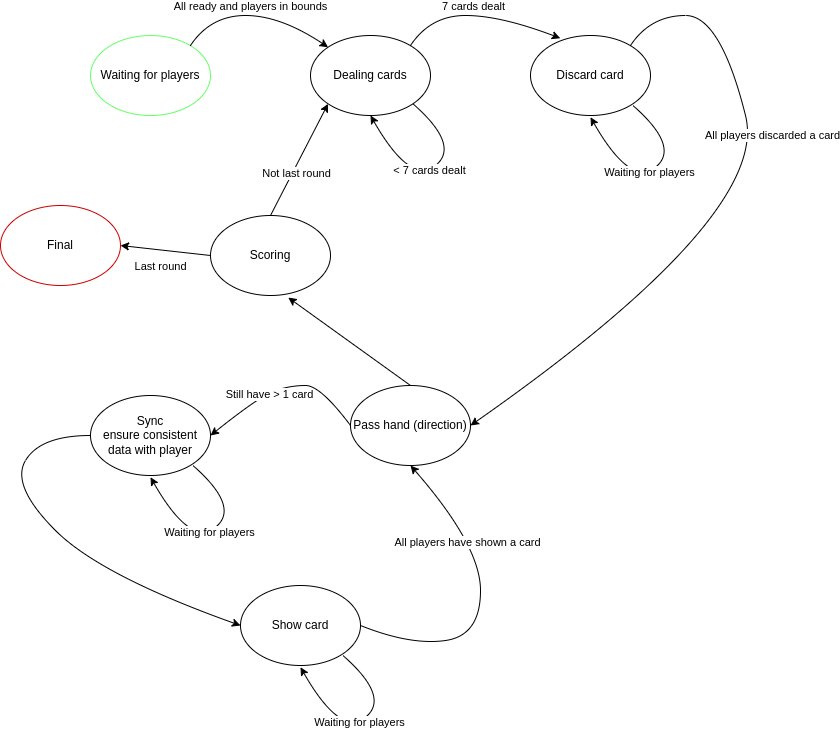 All ready and players in bounds
7 cards dealt
Waiting for players
Dealing cards
Discard card
All players discarded a card
< 7 cards dealt
Waiting for players
Not last round
Final
Scoring
Last round
Still have > 1 card
Sync
ensure consistent
data with player
Pass hand (direction)
Waiting for players
All players have shown a card
Show card
Waiting for players